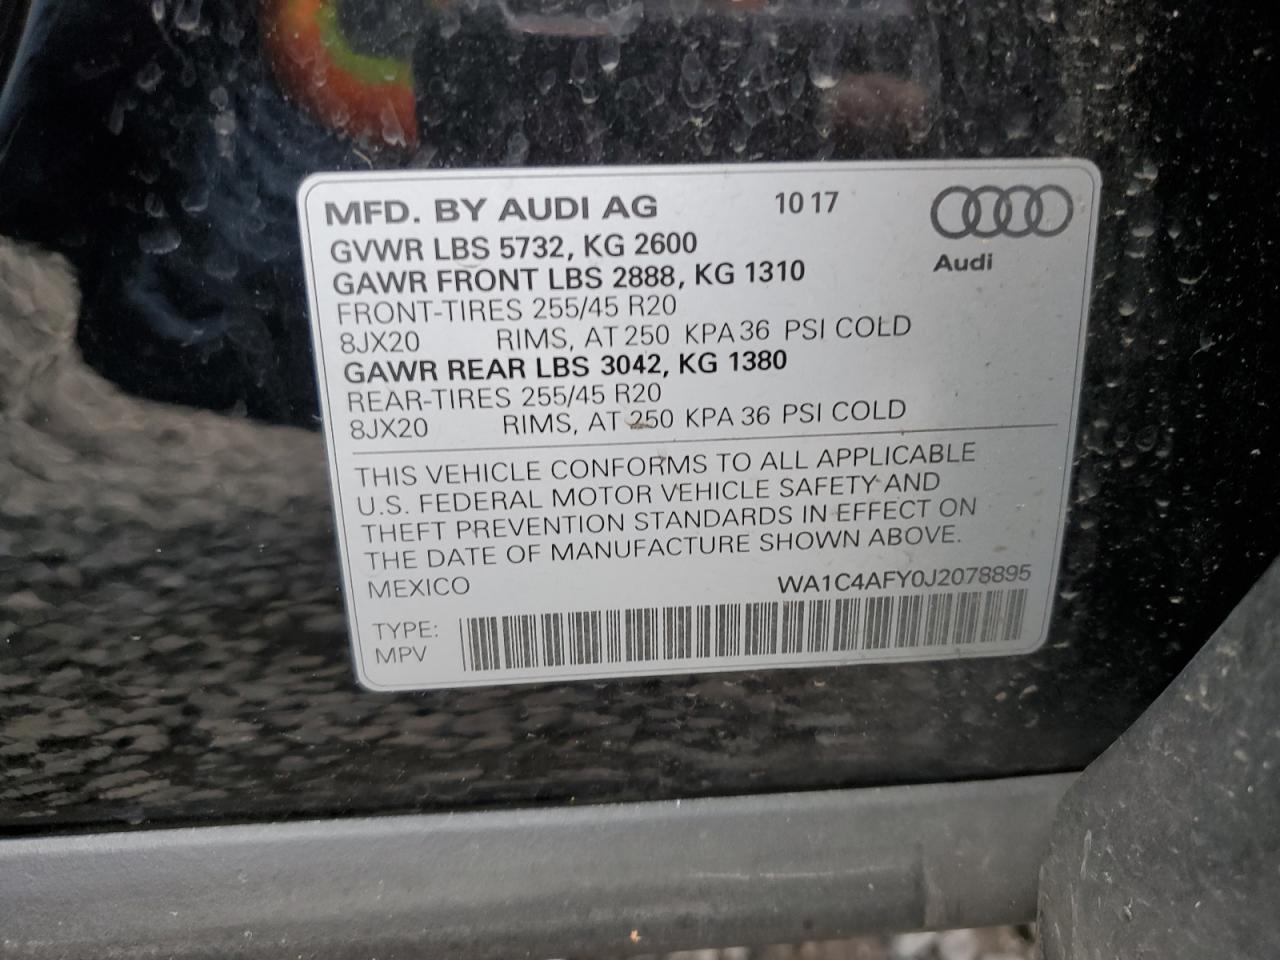 MFD. BY AUDI AG 10 17
GVWR LBS 5732, KG 2600
Audi
GAWR FRONT LBS 2888, KG 1310
FRONT-TIRES 255/45 R20
8JX20 RIMS, AT 250 KPA 36 PSI COLD
GAWR REAR LBS 3042, KG 1380
REAR-TIRES 255/45 R20
8JX20 RIMS, AT 250 KPA 36 PSI COLD
THIS VEHICLE CONFORMS TO ALL APPLICABLE
U.S. FEDERAL MOTOR VEHICLE SAFETY AND
THEFT PREVENTION STANDARDS IN EFFECT ON
THE DATE OF MANUFACTURE SHOWN ABOVE.
MEXICO WA1C4AFY0J2078895
TYPE:
MPV